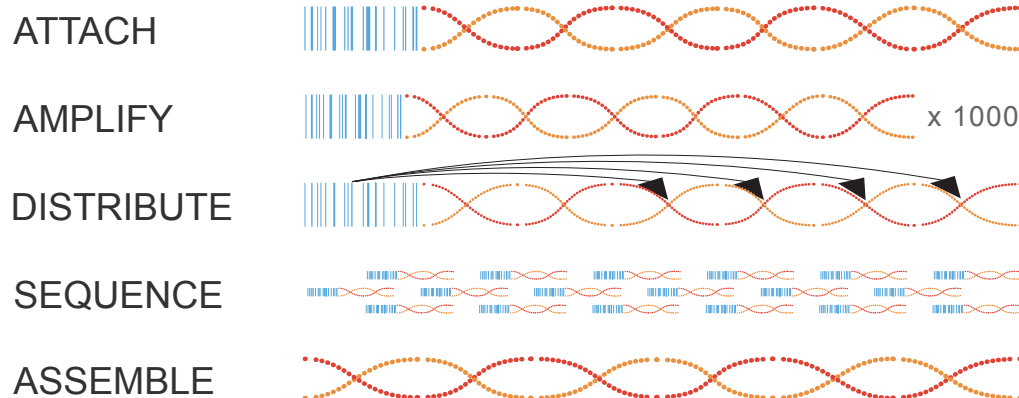 ATTACH
AMPLIFY
x 1000
DISTRIBUTE
SEQUENCE
ASSEMBLE